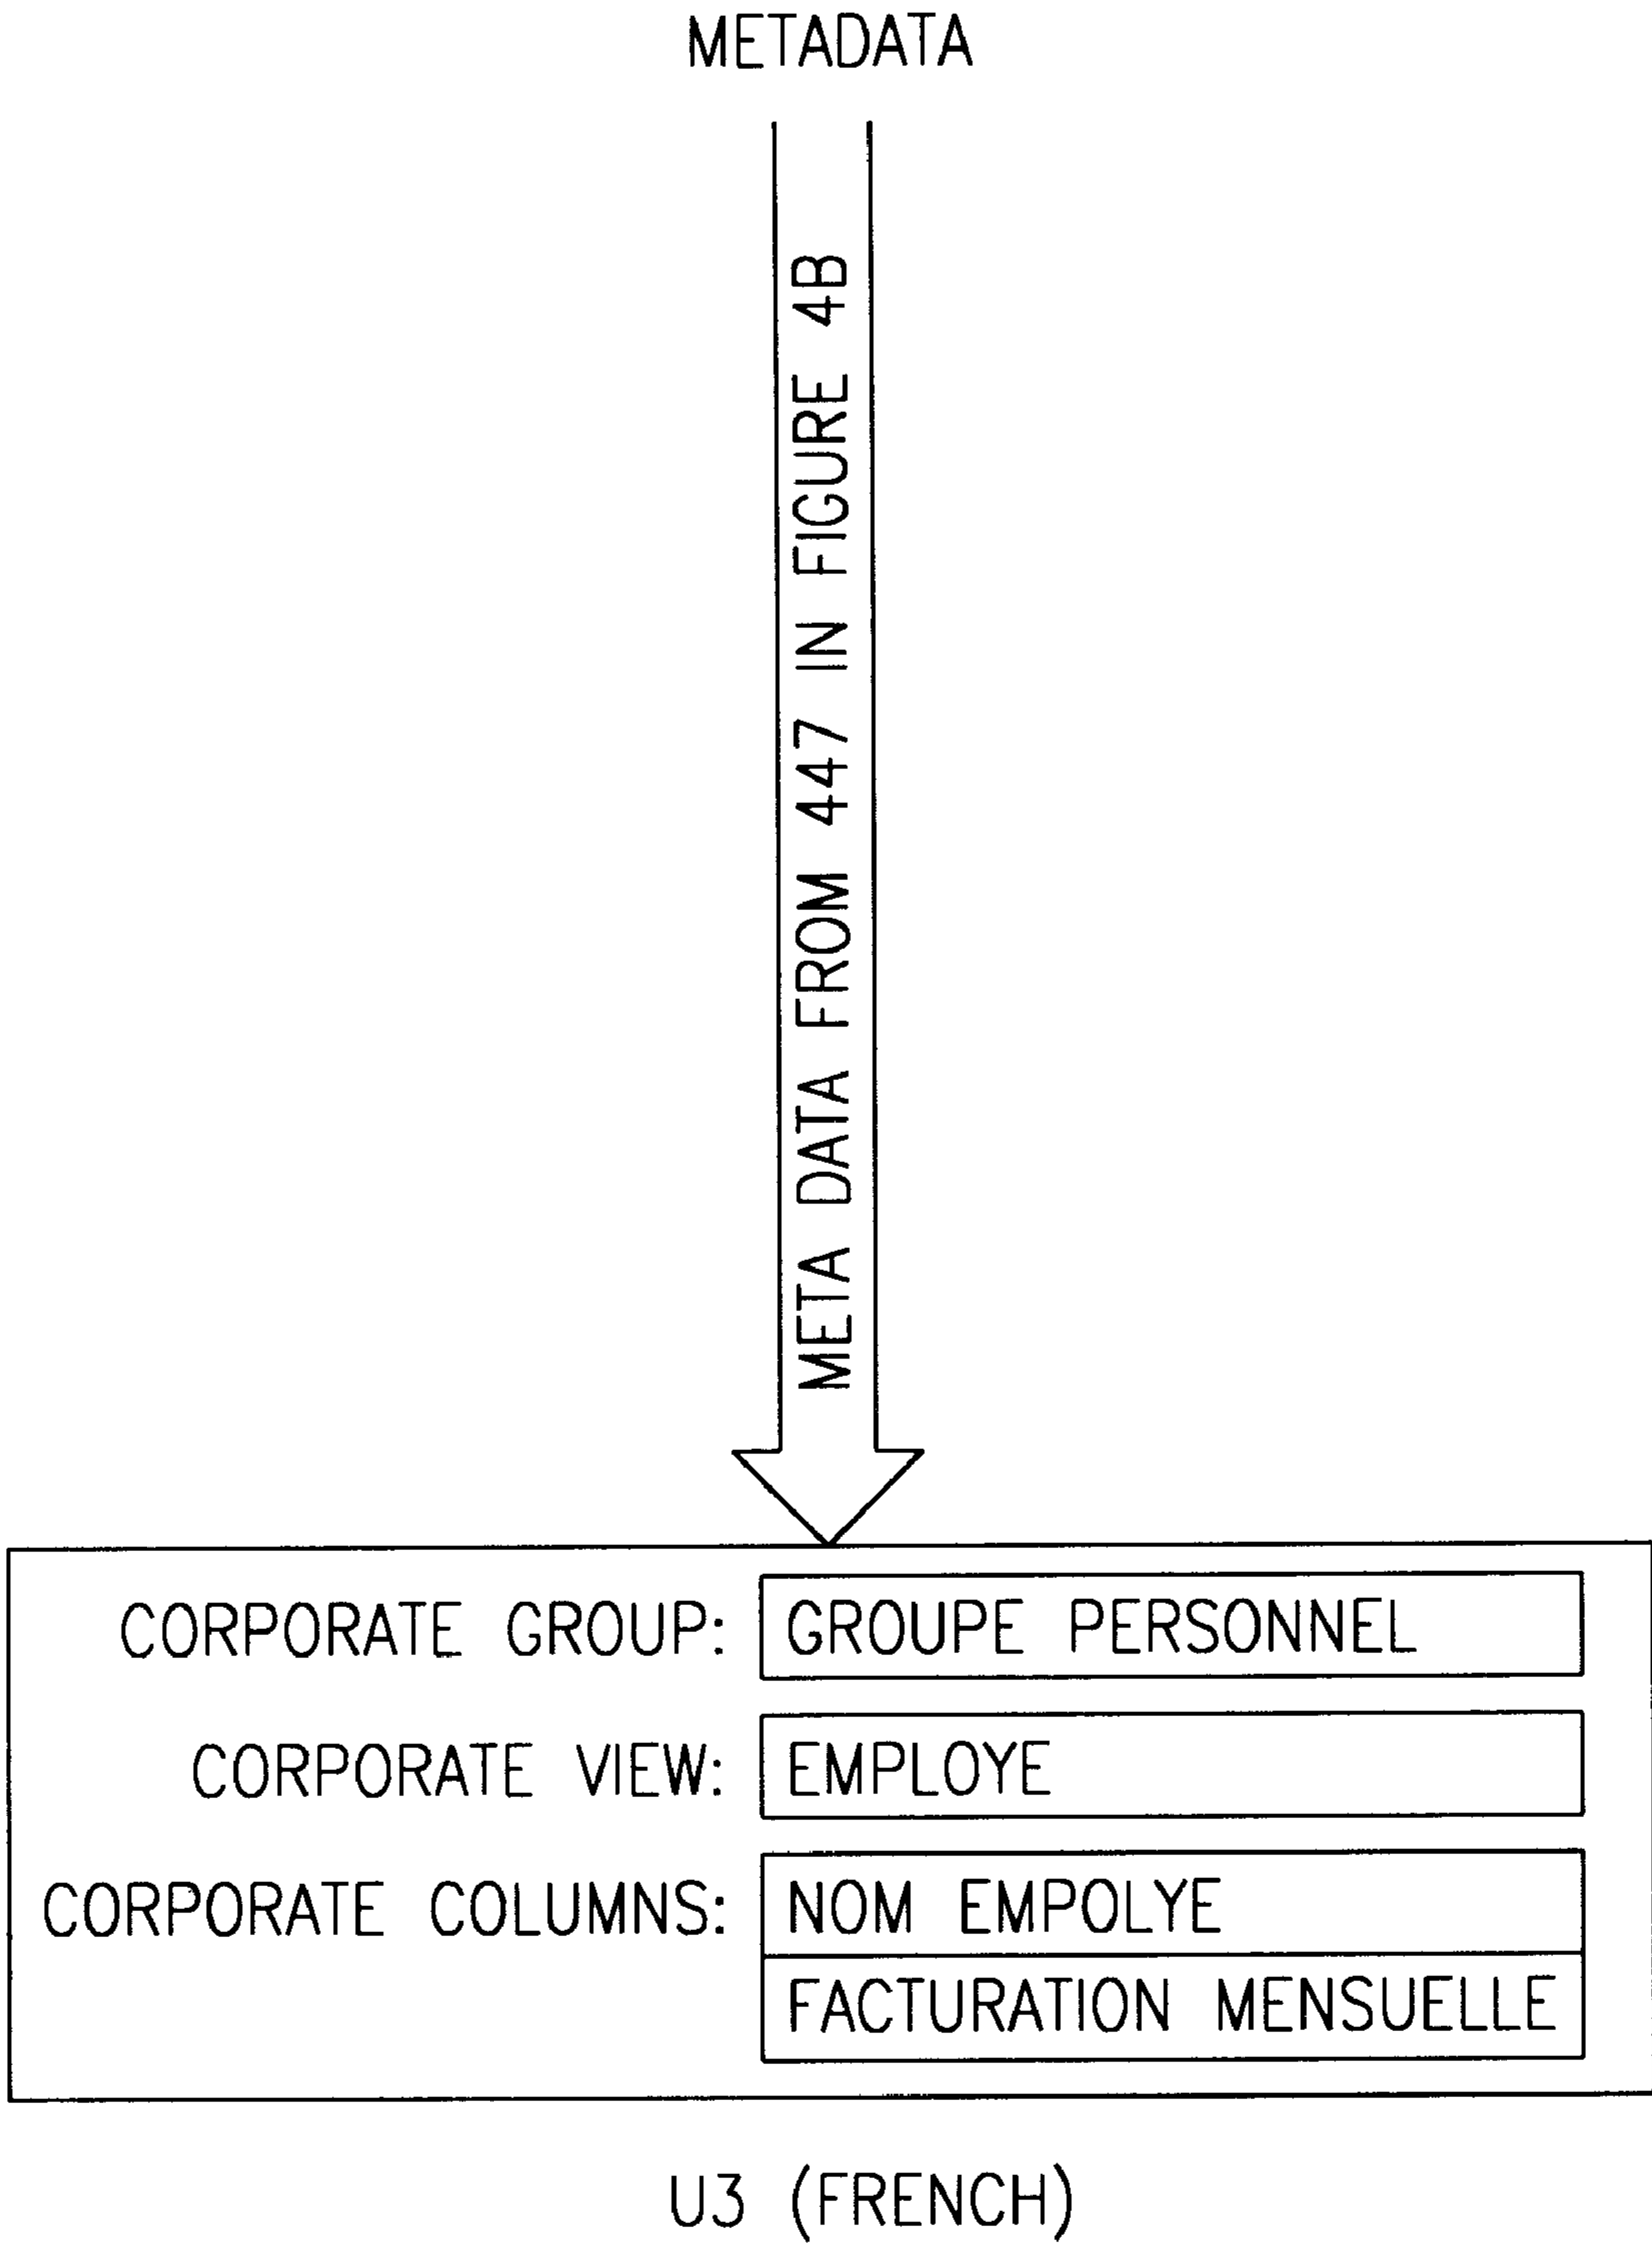 METADATA
META DATA FROM 447 IN FIGURE 4B
CORPORATE GROUP: GROUPE PERSONNEL
CORPORATE VIEW: EMPLOYE
CORPORATE COLUMNS: NOM EMPOLYE
FACTURATION MENSUELLE
U3 (FRENCH)